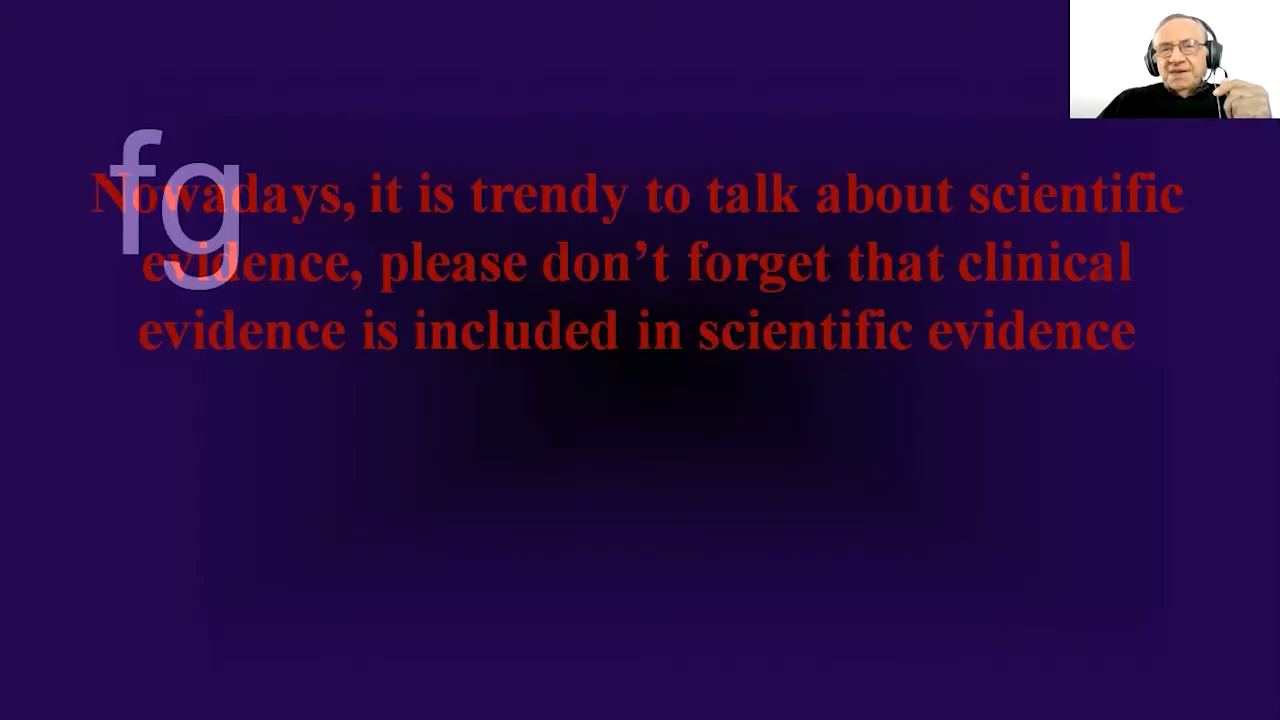 fg
Nowadays, it is trendy to talk about scientific
evidence, please don’t forget that clinical
evidence is included in scientific evidence